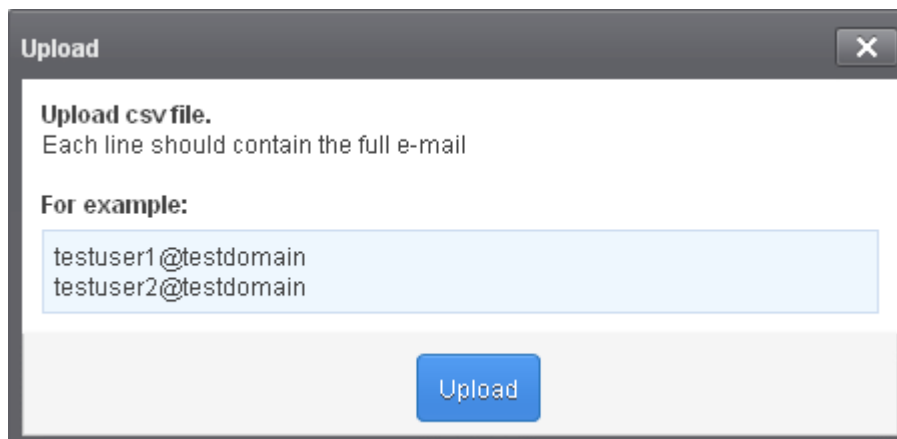 Upload
Upload csv file.
Each line should contain the full e-mail
For example:
testuser1@testdomain
testuser2@testdomain
Upload